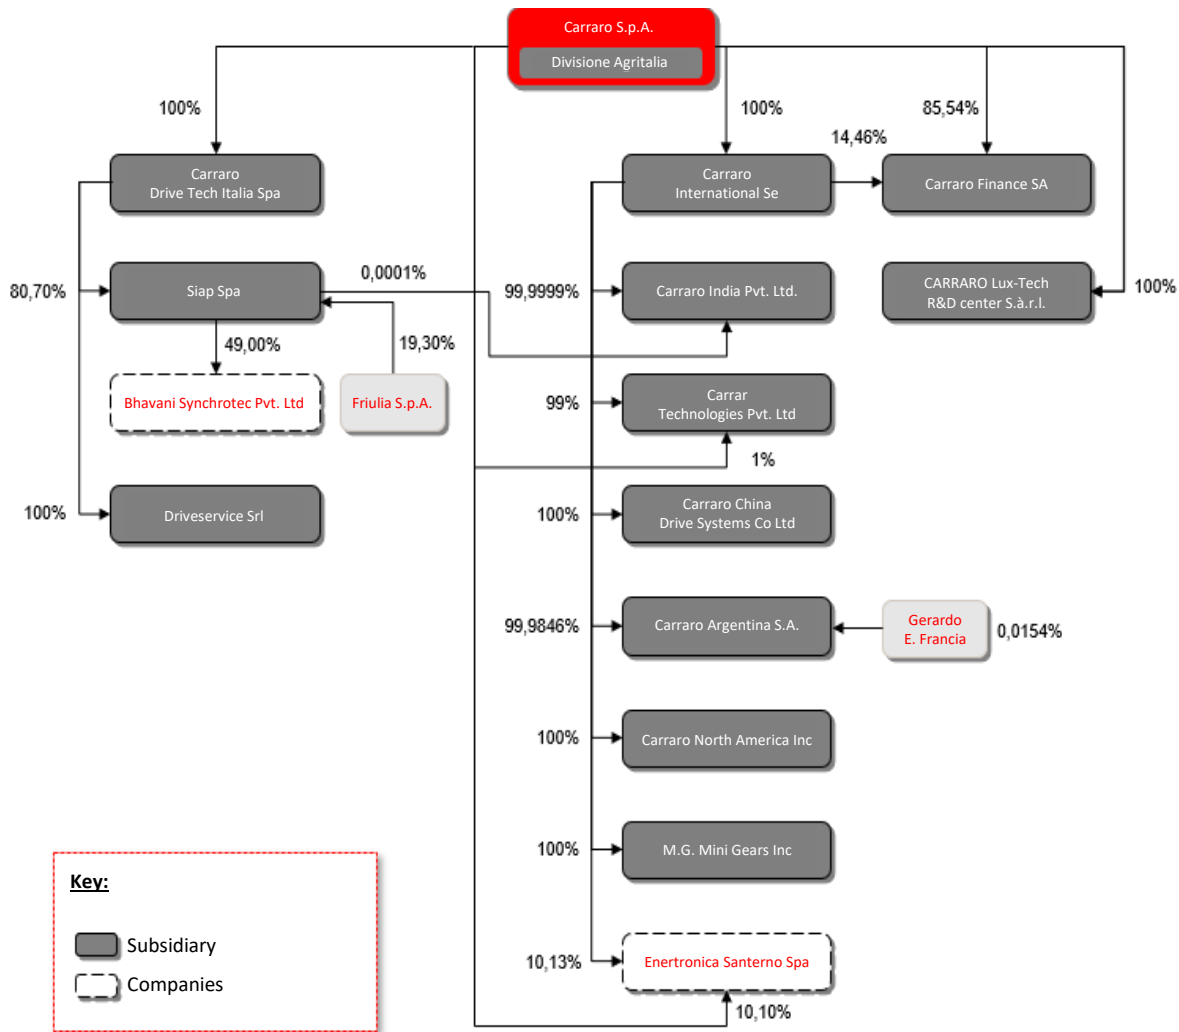 Carraro S.p.A.
Divisione Agritalia
100%
100%
85,54%
14,46%
Carraro
Drive Tech Italia Spa
Carraro
International Se
Carraro Finance SA
80,70%
Siap Spa
0,0001%
99,9999%
Carraro India Pvt. Ltd.
CARRARO Lux-Tech
R&D center S.à.r.l.
100%
49,00%
19,30%
Bhavani Synchrotec Pvt. Ltd
Friulia S.p.A.
99%
Carrar
Technologies Pvt. Ltd
1%
100%
Driveservice Srl
100%
Carraro China
Drive Systems Co Ltd
99,9846%
Carraro Argentina S.A.
Gerardo
E. Francia
0,0154%
100%
Carraro North America Inc
100%
M.G. Mini Gears Inc
10,13%
Enertronica Santerno Spa
10,10%
Key:
Subsidiary
Companies